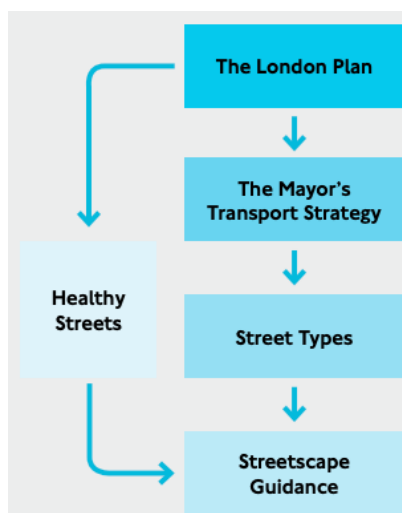 The London Plan
The Mayor’s
Transport Strategy
Healthy
Streets
Street Types
Streetscape
Guidance